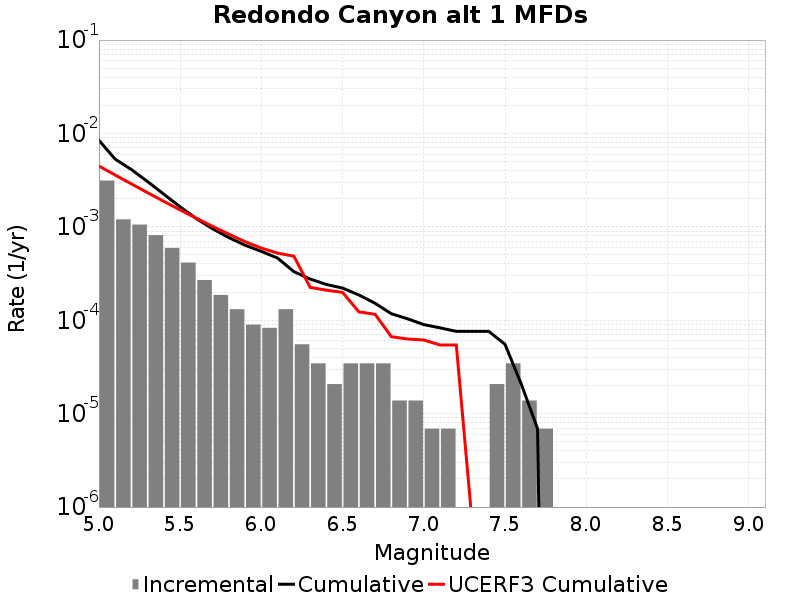 Redondo Canyon alt 1 MFDs
10-1
10-2
10-3
10-4
10-5
10-6
Rate (1/yr)
5.0 5.5 6.0 6.5 7.0 7.5 8.0 8.5 9.0
Magnitude
Incremental Cumulative UCERF3 Cumulative